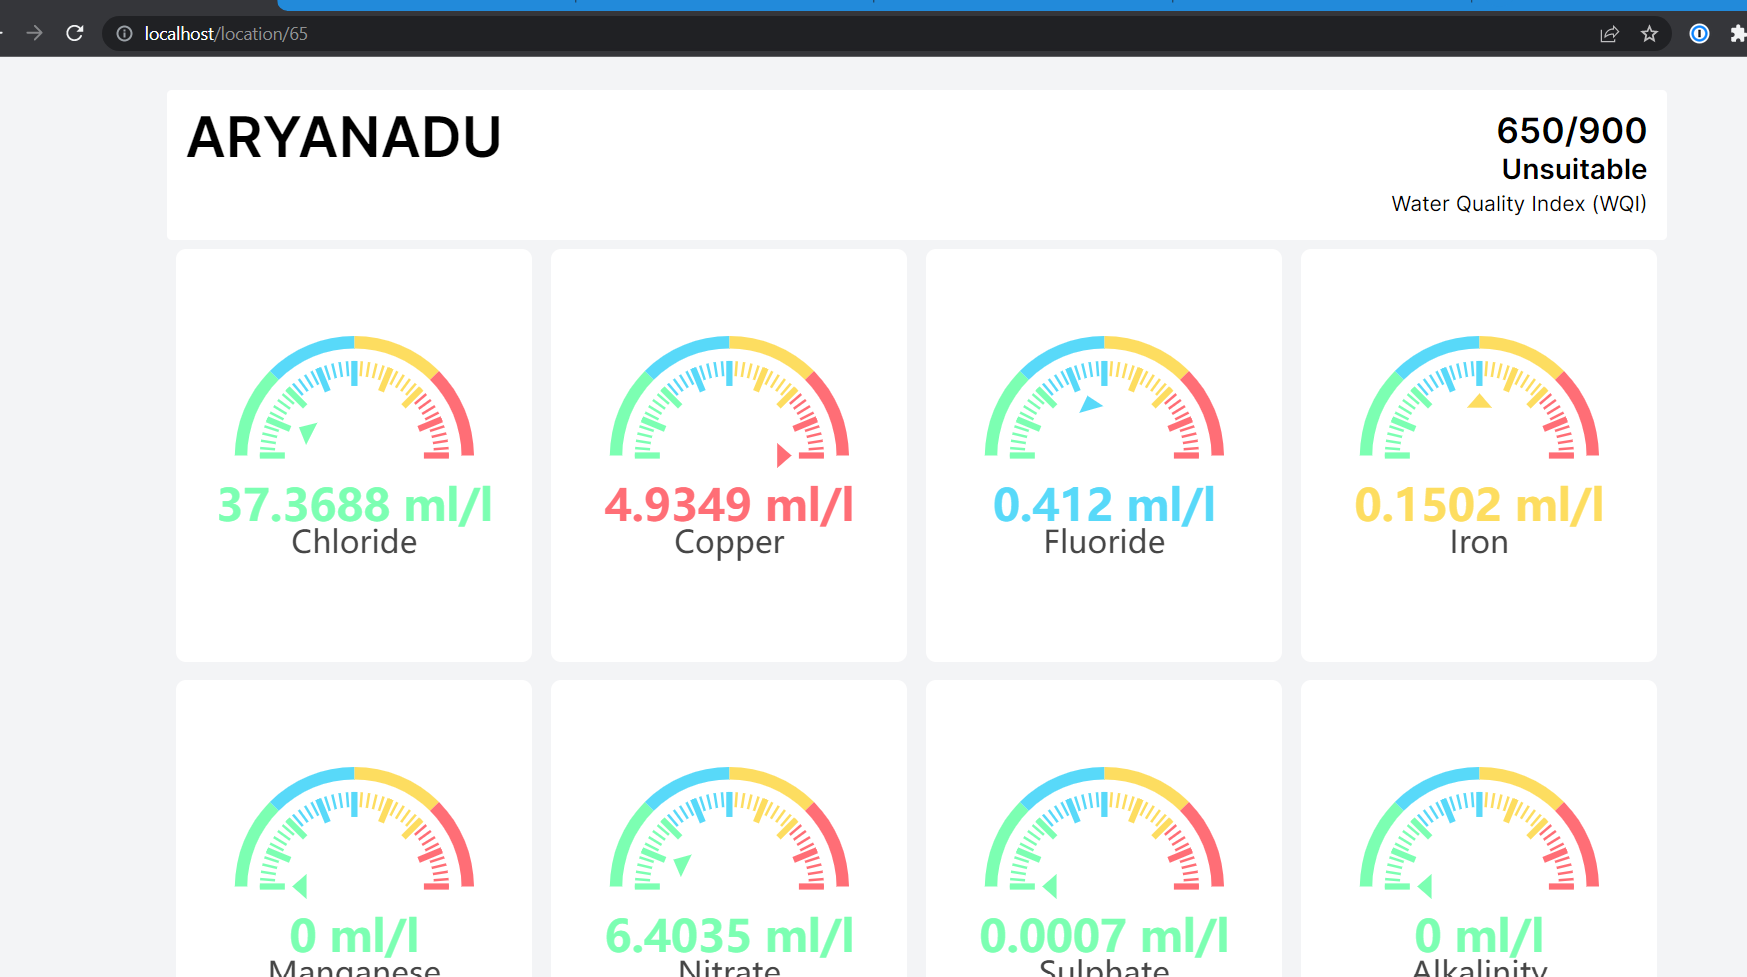 localhost/location/65
ARYANADU
650/900
Unsuitable
Water Quality Index (WQI)
37.3688 ml/l
Chloride
4.9349 ml/l
Copper
0.412 ml/l
Fluoride
0.1502 ml/l
Iron
0 ml/l
Manganese
6.4035 ml/l
Nitrate
0.0007 ml/l
Sulphate
0 ml/l
Alkalinity